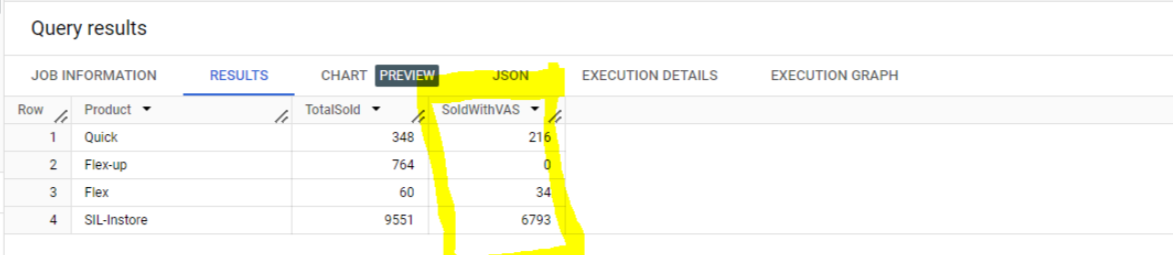 Query results
JOB INFORMATION RESULTS CHART PREVIEW JSON EXECUTION DETAILS EXECUTION GRAPH
Row Product TotalSold SoldWithVAS
1 Quick 348 216
2 Flex-up 764 0
3 Flex 60 34
4 SIL-Instore 9551 6793